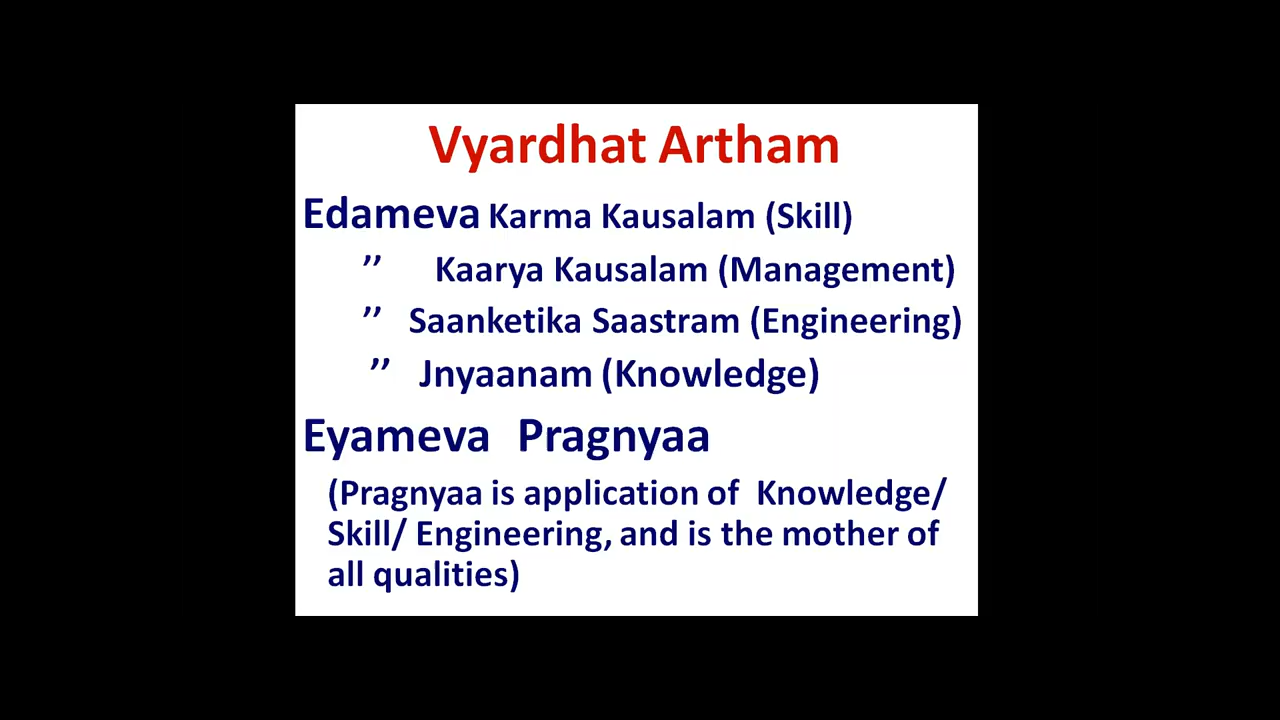 Vyardhat Artham
Edameva Karma Kausalam (Skill)
’’ Kaarya Kausalam (Management)
’’ Saanketika Saastram (Engineering)
’’ Jnyaanam (Knowledge)
Eyameva Pragnyaa
(Pragnyaa is application of Knowledge/
Skill/ Engineering, and is the mother of
all qualities)